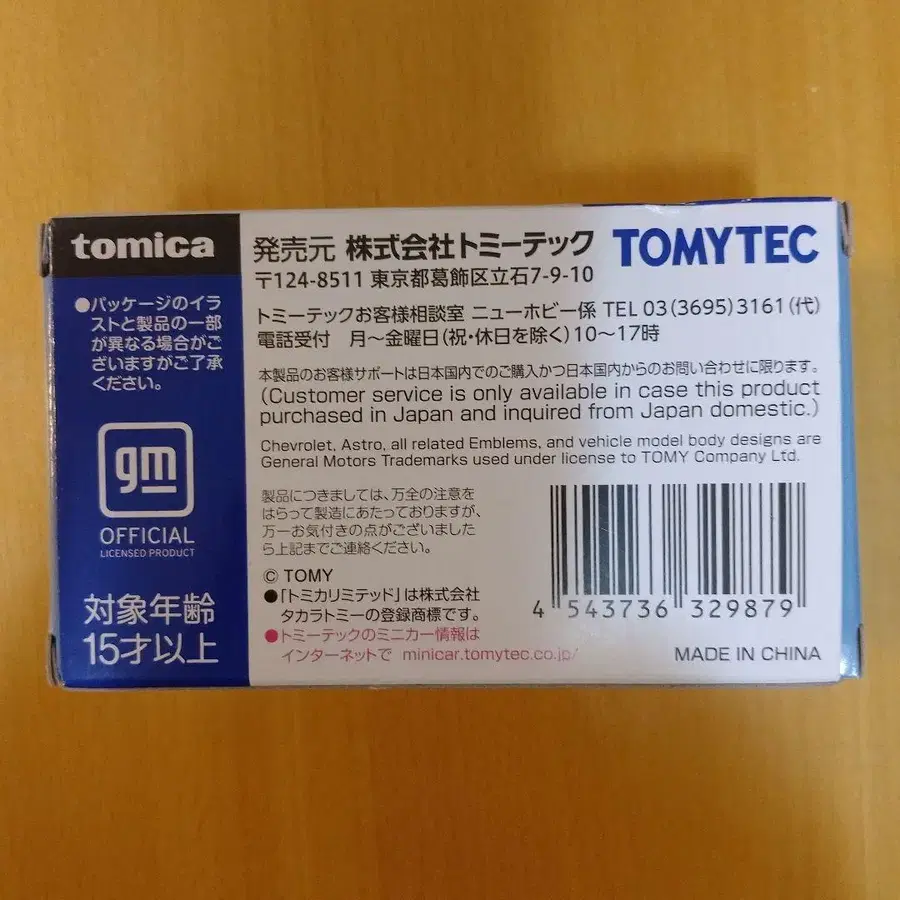 tomica
●パッケージのイラ
ストと製品の一部
が異なる場合がご
ざいますがご了承
ください。
gm
OFFICIAL
LICENSED PRODUCT
対象年齢
15才以上
発売元 株式会社トミーテック TOMYTEC
〒124-8511 東京都葛飾区立石7-9-10
トミーテックお客様相談室 ニューホビー係 TEL 03(3695)3161(代)
電話受付 月〜金曜日(祝・休日を除く)10〜17時
本製品のお客様サポートは日本国内でのご購入かつ日本国内からのお問い合わせに限ります。
(Customer service is only available in case this product
purchased in Japan and inquired from Japan domestic.)
Chevrolet, Astro, all related Emblems, and vehicle model body designs are
General Motors Trademarks used under license to TOMY Company Ltd.
製品につきましては、万全の注意を
はらって製造にあたっておりますが、
万一お気付きの点がございました
ら上記までご連絡ください。
© TOMY
●「トミカリミテッド」は株式会社
タカラトミーの登録商標です。
●トミーテックのミニカー情報は
インターネットで minicar.tomytec.co.jp/
4 543736 329879
MADE IN CHINA